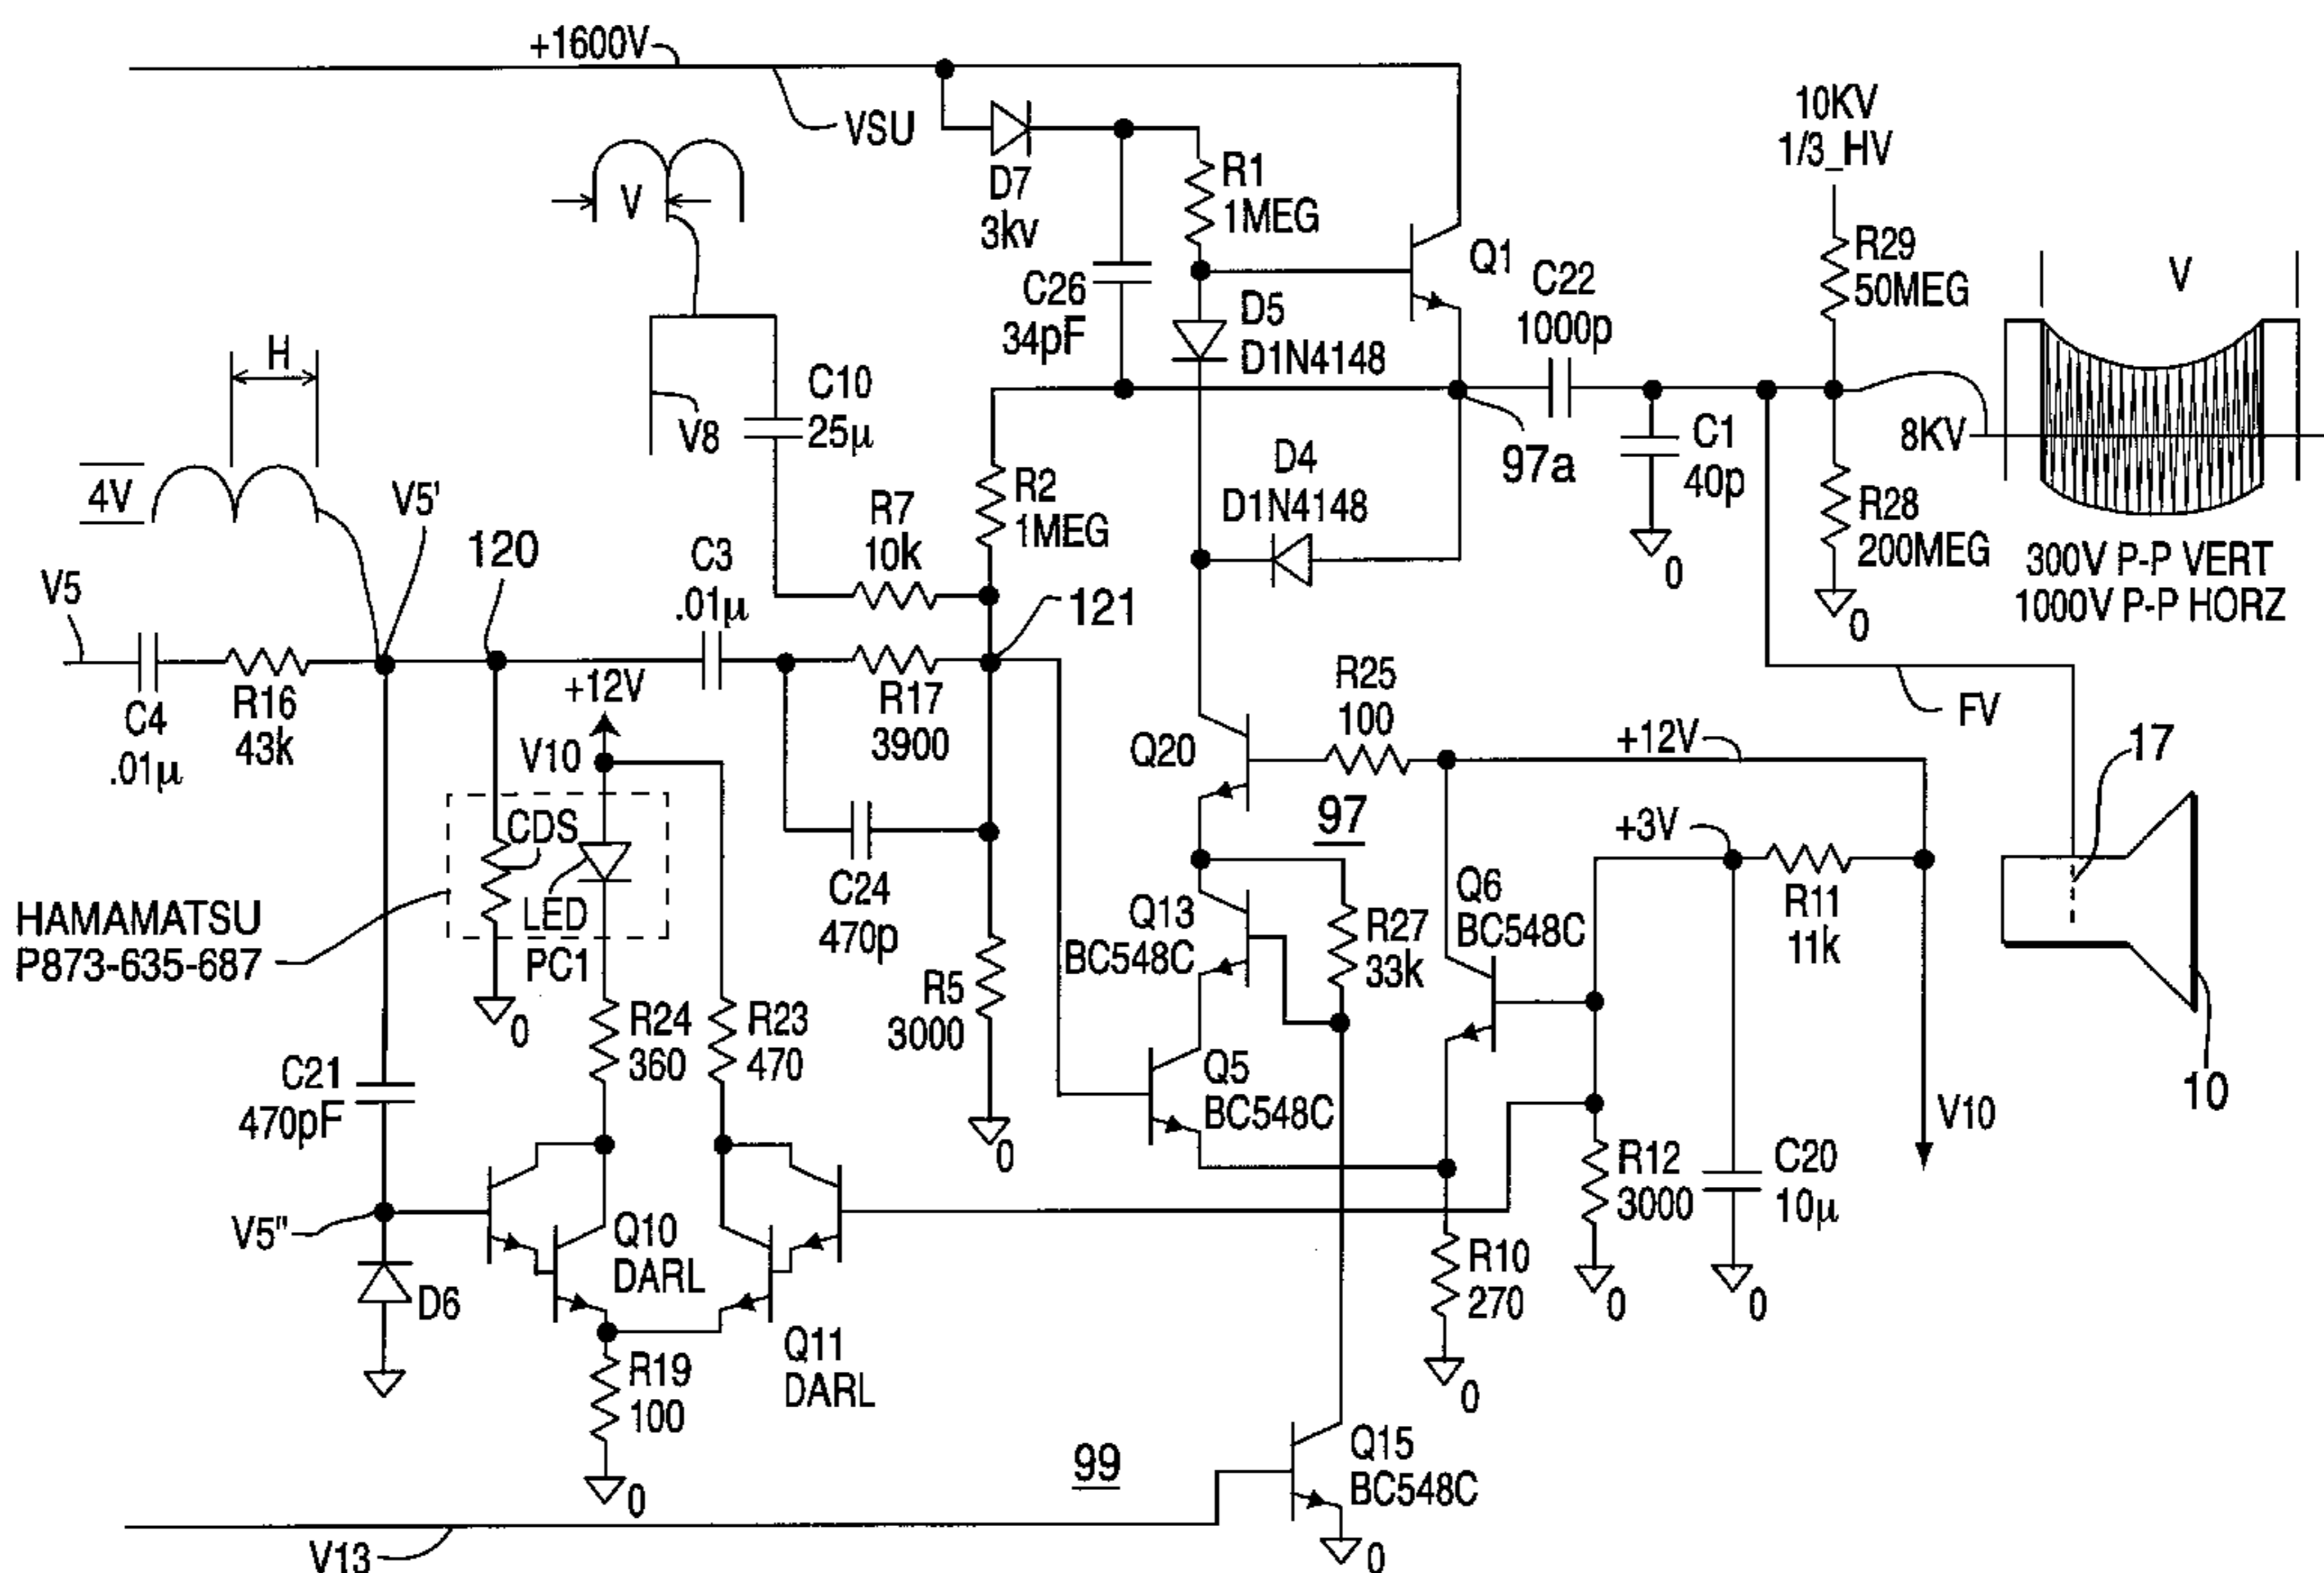 +1600V
VSU
D7
3kv
R1
1MEG
Q1
10KV
1/3_HV
R29
50MEG
V
V
C26
34pF
D5
D1N4148
C22
1000p
H
4V
V5'
V8
C10
25µ
R2
1MEG
97a
C1
40p
0
8KV
R28
200MEG
0
300V P-P VERT
1000V P-P HORZ
D4
D1N4148
R7
10k
V5
120
C3
.01µ
121
C4
.01µ
R16
43k
+12V
V10
R17
3900
R25
100
FV
Q20
+12V
17
CDS
LED
PC1
HAMAMATSU
P873-635-687
0
C24
470p
97
+3V
Q13
BC548C
R27
33k
Q6
BC548C
R11
11k
R5
3000
0
R24
360
R23
470
C21
470pF
Q5
BC548C
10
V10
R12
3000
0
C20
10µ
0
V5"
Q10
DARL
D6
Q11
DARL
R10
270
0
R19
100
0
99
Q15
BC548C
0
V13